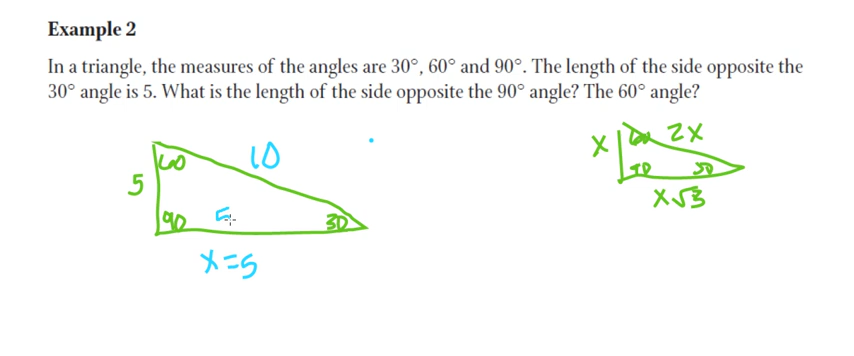 Example 2
In a triangle, the measures of the angles are 30°, 60° and 90°. The length of the side opposite the
30° angle is 5. What is the length of the side opposite the 90° angle? The 60° angle?
60
10
5
90
5
30
x=5
x
2x
30
x√3